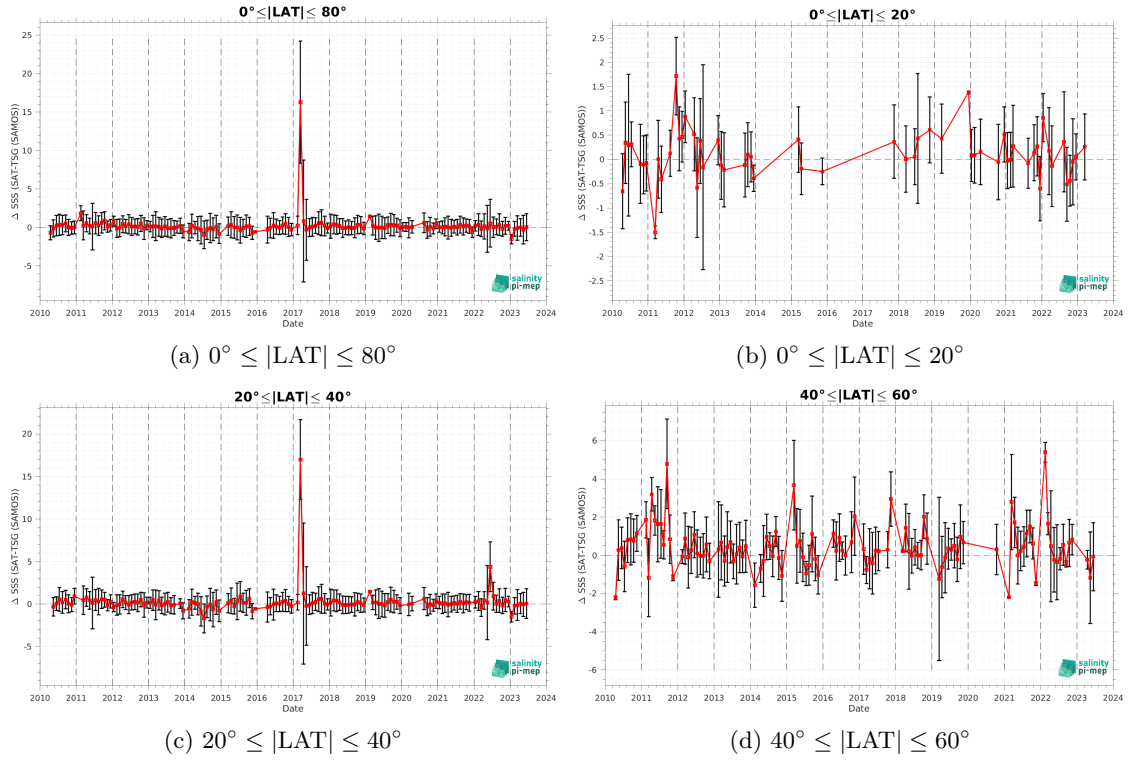 0°≤|LAT|≤ 80°
Δ SSS (SAT-TSG (SAMOS))
25
20
15
10
5
0
-5
2010 2011 2012 2013 2014 2015 2016 2017 2018 2019 2020 2021 2022 2023 2024
Date
salinity
pi-mep
(a) 0° ≤ |LAT| ≤ 80°
0°≤|LAT|≤ 20°
Δ SSS (SAT-TSG (SAMOS))
2.5
2
1.5
1
0.5
0
-0.5
-1
-1.5
-2
-2.5
2010 2011 2012 2013 2014 2015 2016 2017 2018 2019 2020 2021 2022 2023 2024
Date
salinity
pi-mep
(b) 0° ≤ |LAT| ≤ 20°
20°≤|LAT|≤ 40°
Δ SSS (SAT-TSG (SAMOS))
20
15
10
5
0
-5
2010 2011 2012 2013 2014 2015 2016 2017 2018 2019 2020 2021 2022 2023 2024
Date
salinity
pi-mep
(c) 20° ≤ |LAT| ≤ 40°
40°≤|LAT|≤ 60°
Δ SSS (SAT-TSG (SAMOS))
6
4
2
0
-2
-4
-6
2010 2011 2012 2013 2014 2015 2016 2017 2018 2019 2020 2021 2022 2023 2024
Date
salinity
pi-mep
(d) 40° ≤ |LAT| ≤ 60°